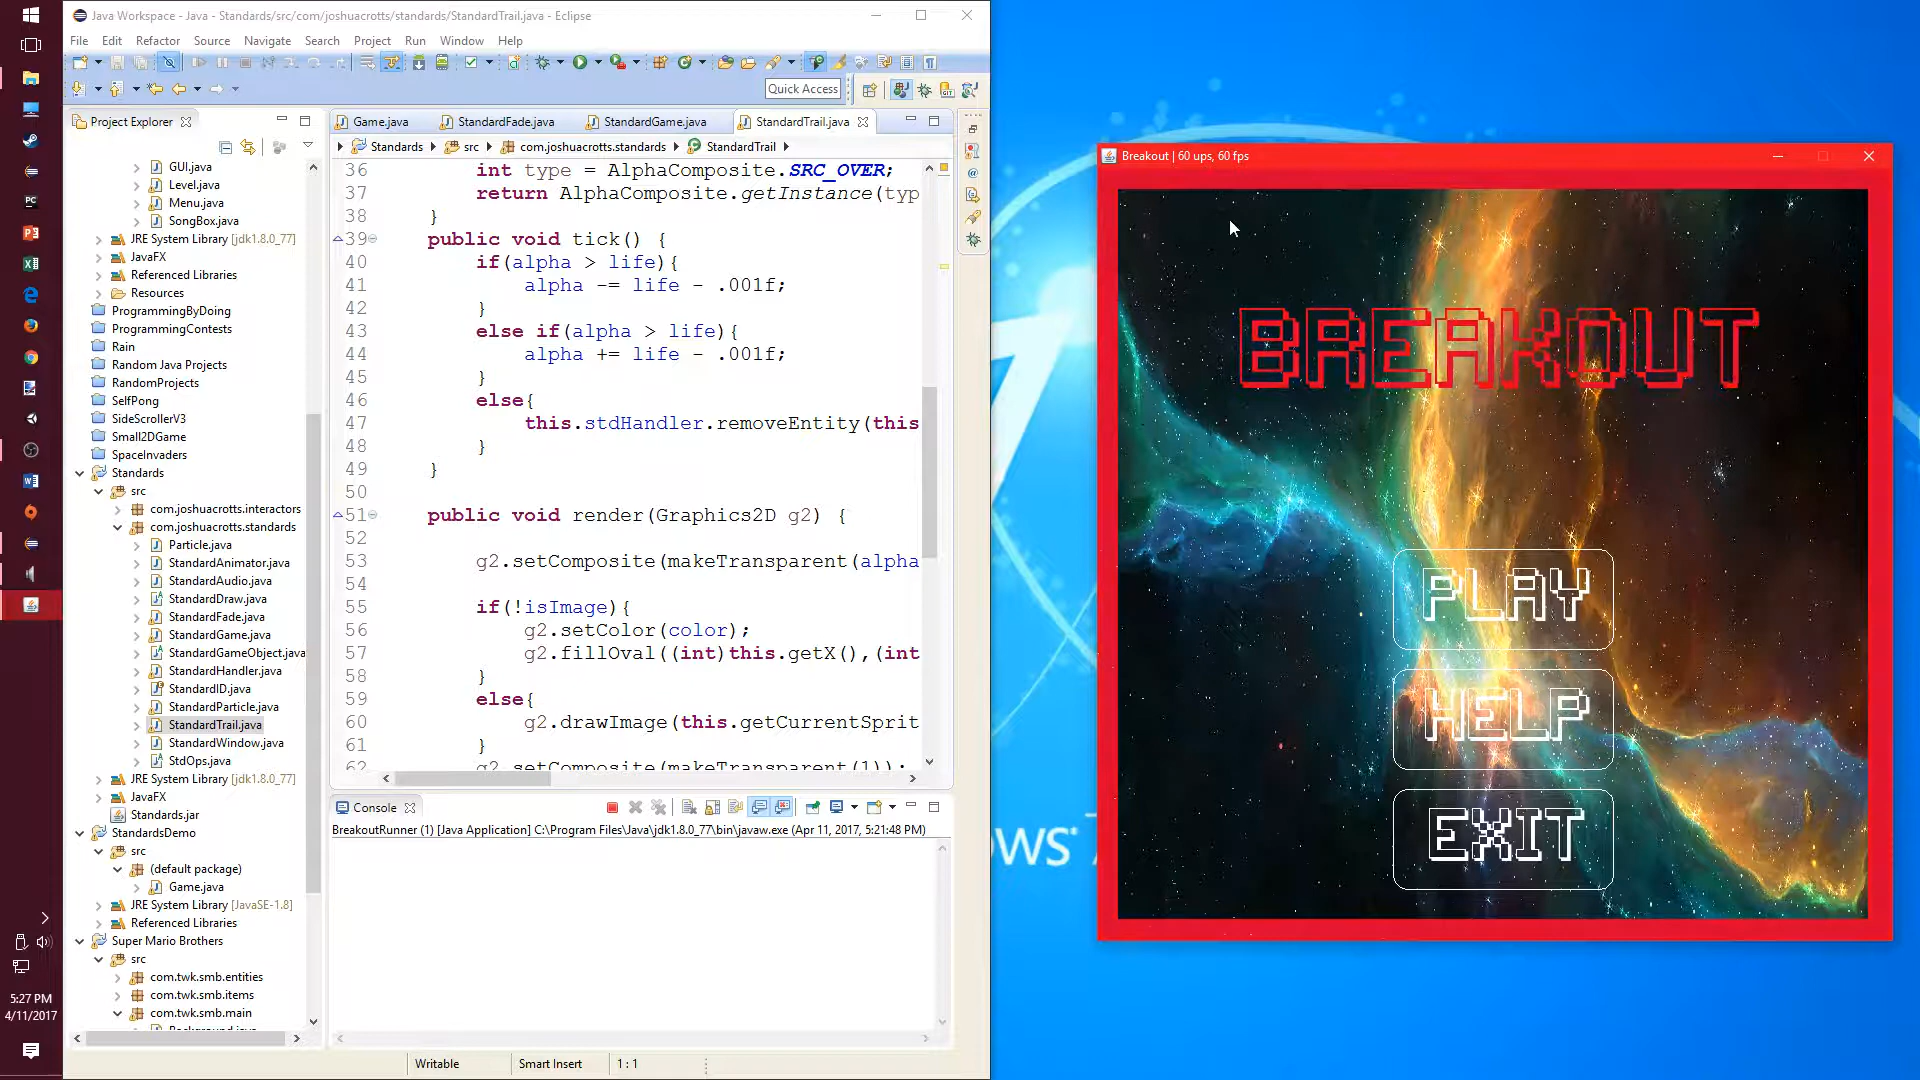 Java Workspace - Java - Standards/src/com/joshuacrotts/standards/StandardTrail.java - Eclipse
File Edit Refactor Source Navigate Search Project Run Window Help
Quick Access
Project Explorer
GUI.java
Level.java
Menu.java
SongBox.java
JRE System Library [jdk1.8.0_77]
JavaFX
Referenced Libraries
Resources
ProgrammingByDoing
ProgrammingContests
Rain
Random Java Projects
RandomProjects
SelfPong
SideScrollerV3
Small2DGame
SpaceInvaders
Standards
src
com.joshuacrotts.interactors
com.joshuacrotts.standards
Particle.java
StandardAnimator.java
StandardAudio.java
StandardDraw.java
StandardFade.java
StandardGame.java
StandardGameObject.java
StandardHandler.java
StandardID.java
StandardParticle.java
StandardTrail.java
StandardWindow.java
StdOps.java
JRE System Library [jdk1.8.0_77]
JavaFX
Standards.jar
StandardsDemo
src
(default package)
Game.java
JRE System Library [JavaSE-1.8]
Referenced Libraries
Super Mario Brothers
src
com.twk.smb.entities
com.twk.smb.items
com.twk.smb.main
Game.java StandardFade.java StandardGame.java StandardTrail.java
Standards src com.joshuacrotts.standards StandardTrail
36 int type = AlphaComposite.SRC_OVER;
37 return AlphaComposite.getInstance(typ
38 }
39 public void tick() {
40 if(alpha > life){
41 alpha -= life - .001f;
42 }
43 else if(alpha > life){
44 alpha += life - .001f;
45 }
46 else{
47 this.stdHandler.removeEntity(this
48 }
49 }
50
51 public void render(Graphics2D g2) {
52
53 g2.setComposite(makeTransparent(alpha
54
55 if(!isImage){
56 g2.setColor(color);
57 g2.fillOval((int)this.getX(),(int
58 }
59 else{
60 g2.drawImage(this.getCurrentSprit
61 }
62 g2.setComposite(makeTransparent(1));
Console
BreakoutRunner (1) [Java Application] C:\Program Files\Java\jdk1.8.0_77\bin\javaw.exe (Apr 11, 2017, 5:21:48 PM)
Writable Smart Insert 1 : 1
5:27 PM
4/11/2017
Breakout | 60 ups, 60 fps
BREAKOUT
PLAY
HELP
EXIT